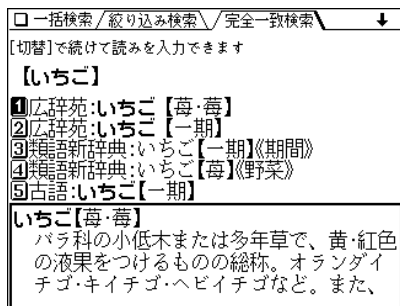 一括検索 絞り込み検索 完全一致検索 ⬇
[切替]で続けて読みを入力できます
【いちご】
1広辞苑:いちご【苺・莓】
2広辞苑:いちご【一期】
3類語新辞典:いちご【一期】《期間》
4類語新辞典:いちご【苺】《野菜》
5古語:いちご【一期】
いちご【苺・莓】
バラ科の小低木または多年草で、黄・紅色
の液果をつけるものの総称。オランダイ
チゴ・キイチゴ・ヘビイチゴなど。また、